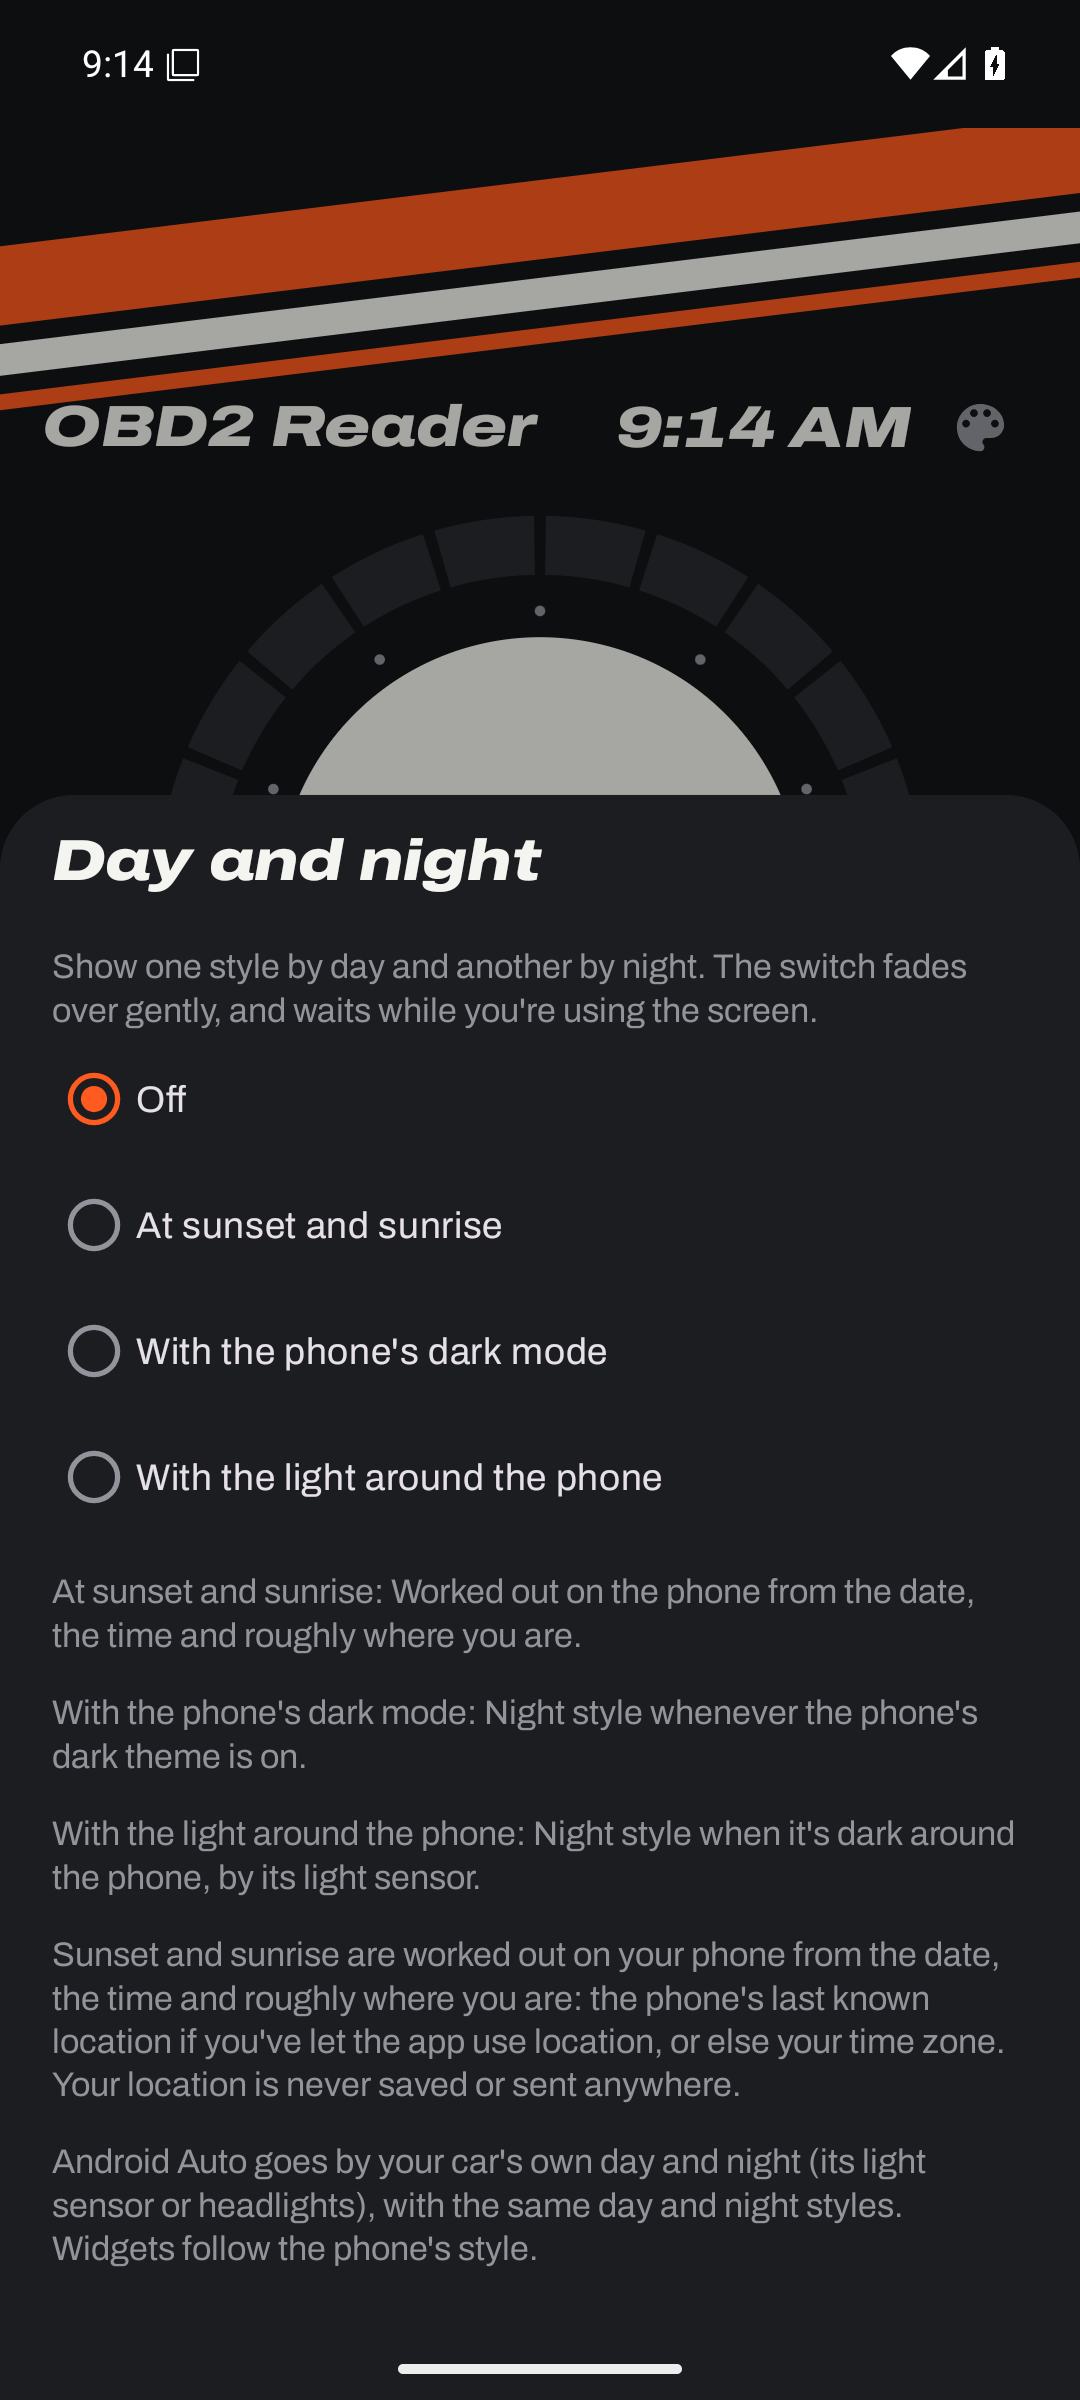 9:14
OBD2 Reader 9:14 AM
Day and night
Show one style by day and another by night. The switch fades
over gently, and waits while you're using the screen.
Off
At sunset and sunrise
With the phone's dark mode
With the light around the phone
At sunset and sunrise: Worked out on the phone from the date,
the time and roughly where you are.
With the phone's dark mode: Night style whenever the phone's
dark theme is on.
With the light around the phone: Night style when it's dark around
the phone, by its light sensor.
Sunset and sunrise are worked out on your phone from the date,
the time and roughly where you are: the phone's last known
location if you've let the app use location, or else your time zone.
Your location is never saved or sent anywhere.
Android Auto goes by your car's own day and night (its light
sensor or headlights), with the same day and night styles.
Widgets follow the phone's style.